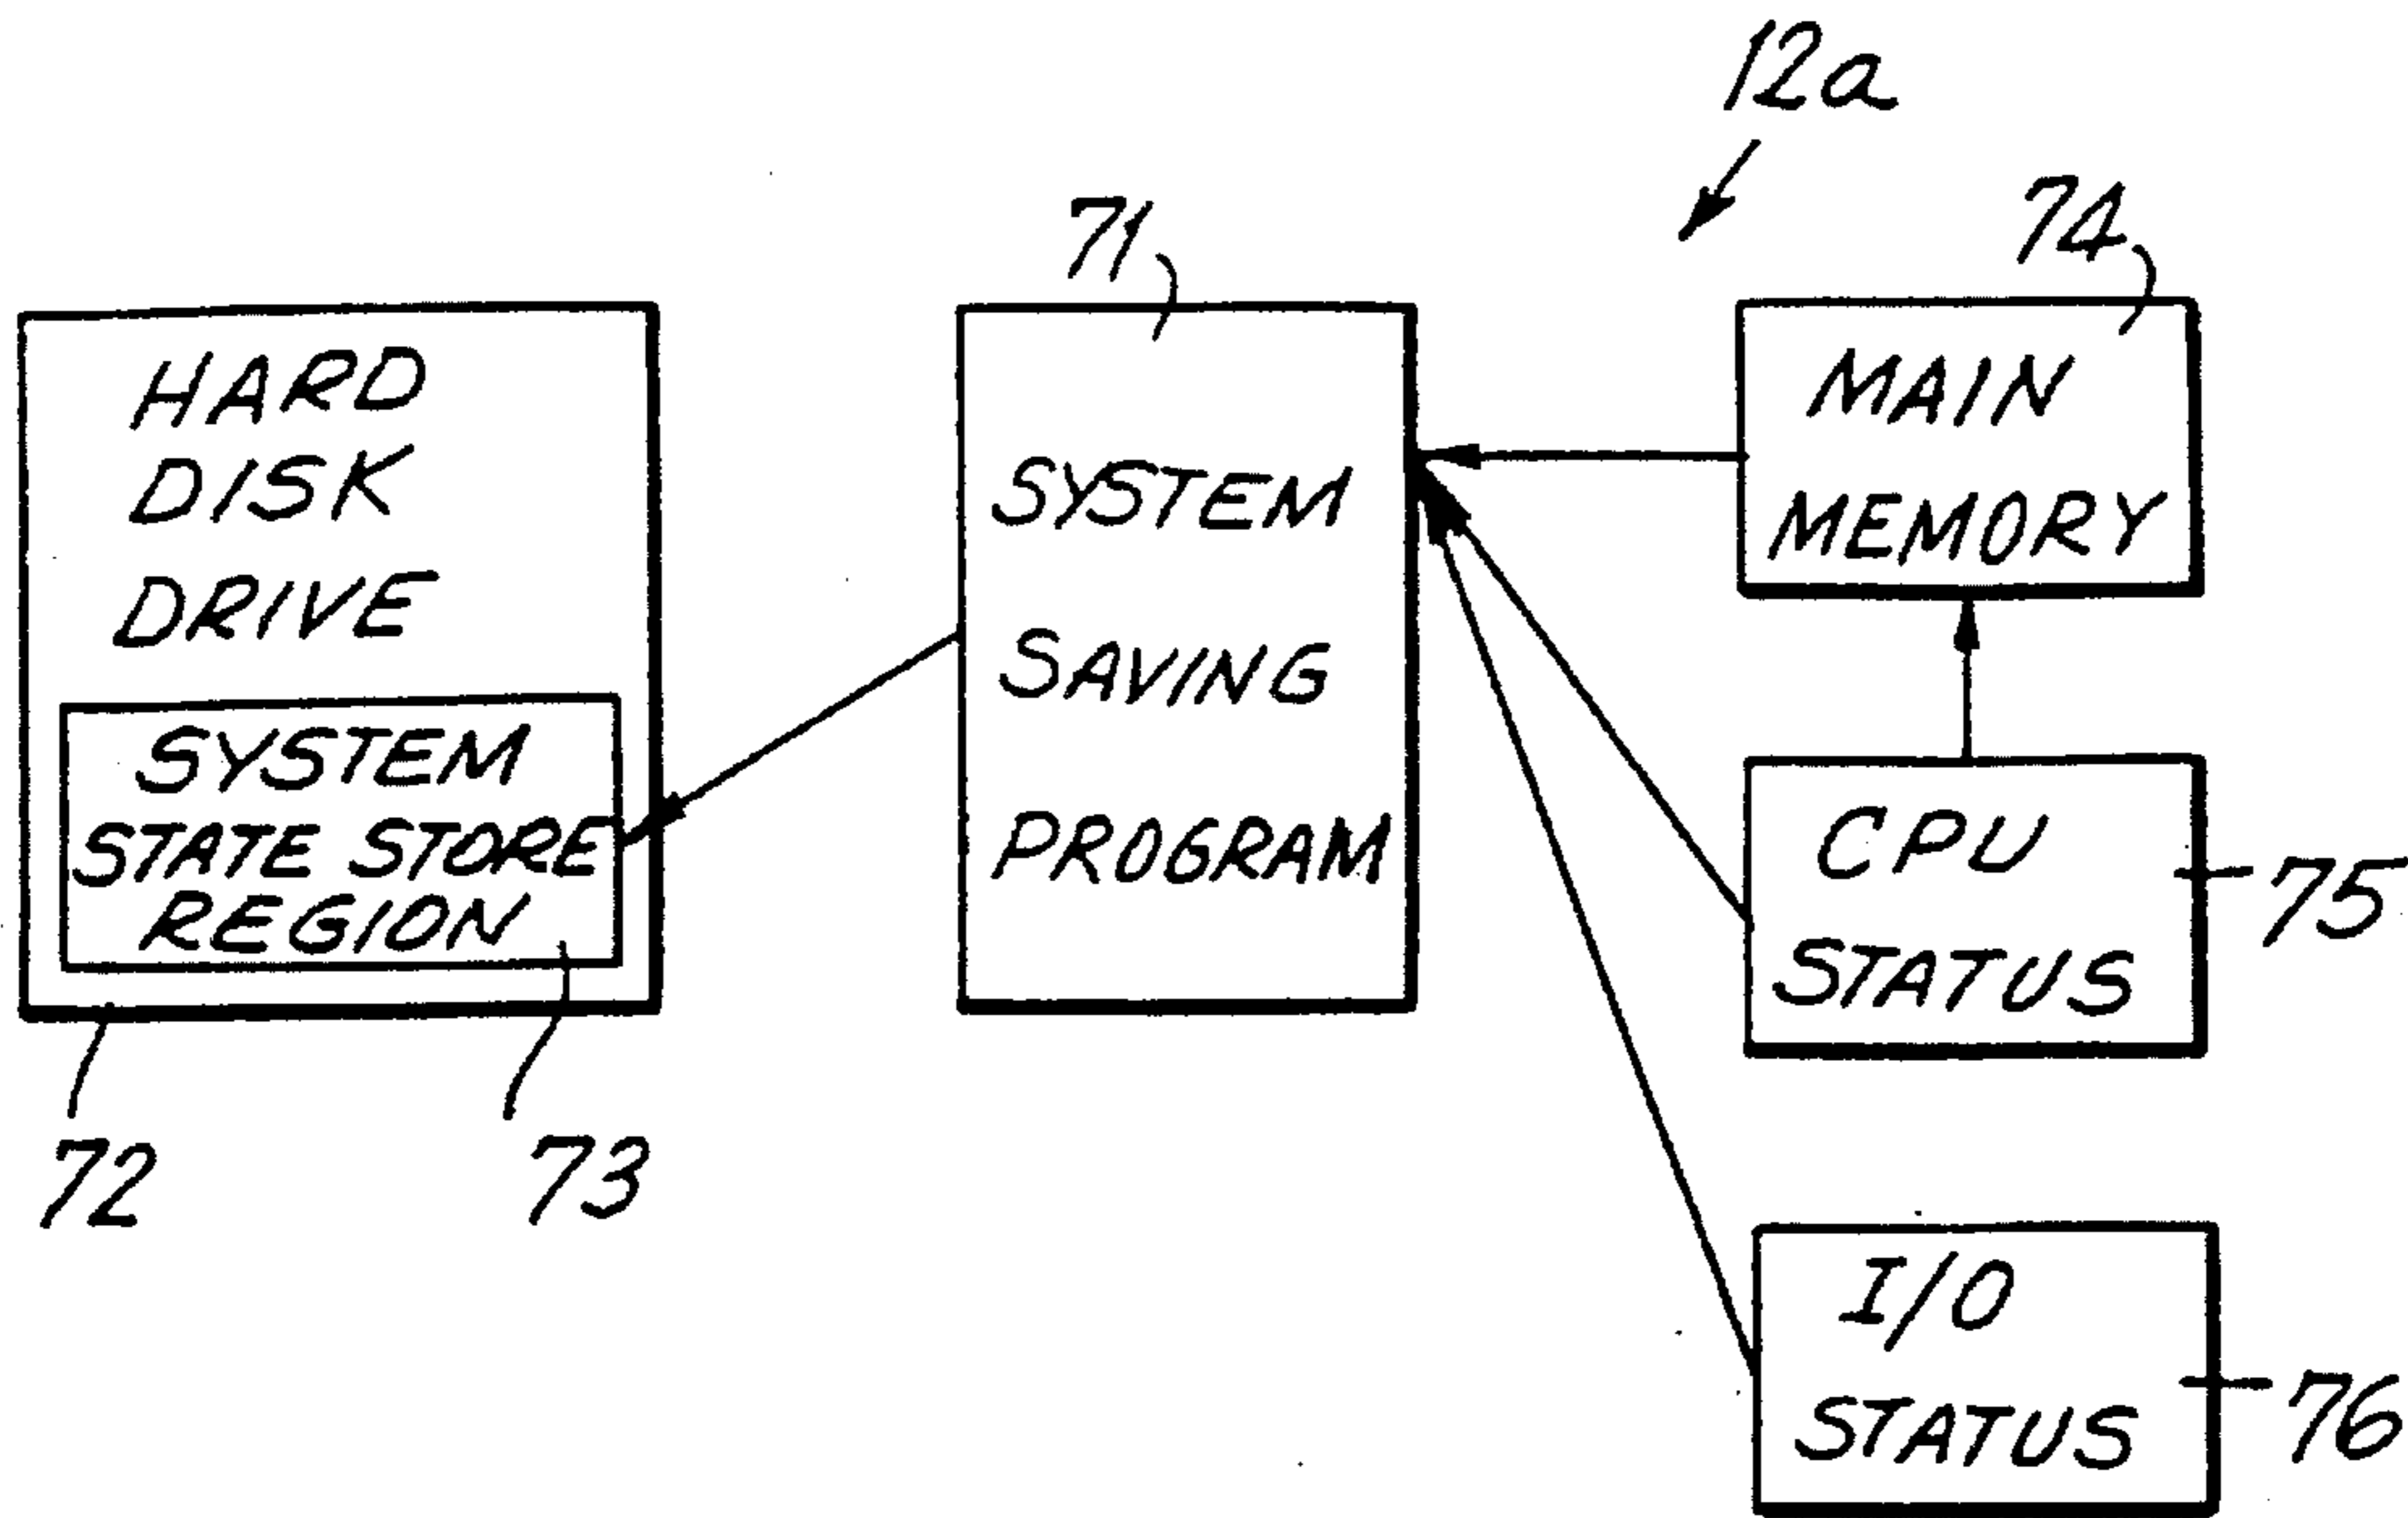 12a
71
74
HARD
DISK
DRIVE
SYSTEM
STATE STORE
REGION
72
73
SYSTEM
SAVING
PROGRAM
MAIN
MEMORY
CPU
STATUS
75
I/O
STATUS
76